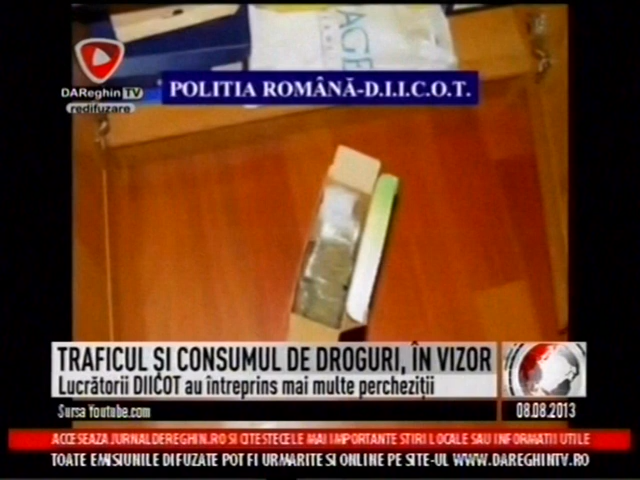 AGE
DAReghin TV
redifuzare
POLITIA ROMÂNĂ-D.I.I.C.O.T.
TRAFICUL ȘI CONSUMUL DE DROGURI, ÎN VIZOR
Lucrătorii DIICOT au întreprins mai multe percheziții
Sursa Youtube.com
08.08.2013
ACCESEAZA JURNALDEREGHIN.RO SI CITESTE CELE MAI IMPORTANTE STIRI LOCALE SAU INFORMATII UTILE
TOATE EMISIUNILE DIFUZATE POT FI URMARITE SI ONLINE PE SITE-UL WWW.DAREGHINTV.RO